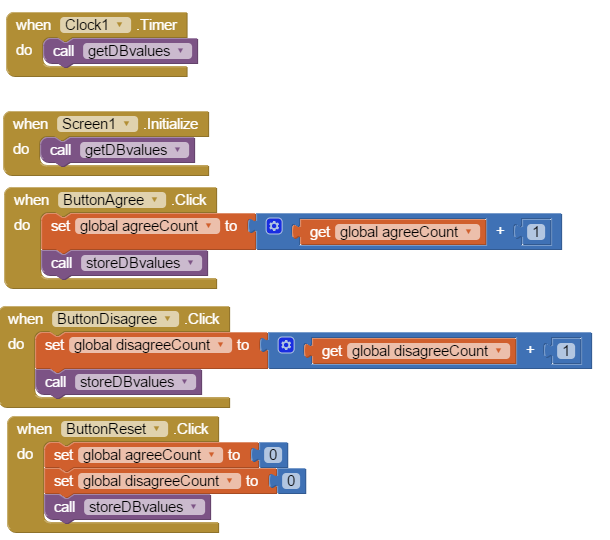 when Clock1 .Timer
do call getDBvalues
when Screen1 .Initialize
do call getDBvalues
when ButtonAgree .Click
do set global agreeCount to get global agreeCount + 1
call storeDBvalues
when ButtonDisagree .Click
do set global disagreeCount to get global disagreeCount + 1
call storeDBvalues
when ButtonReset .Click
do set global agreeCount to 0
set global disagreeCount to 0
call storeDBvalues